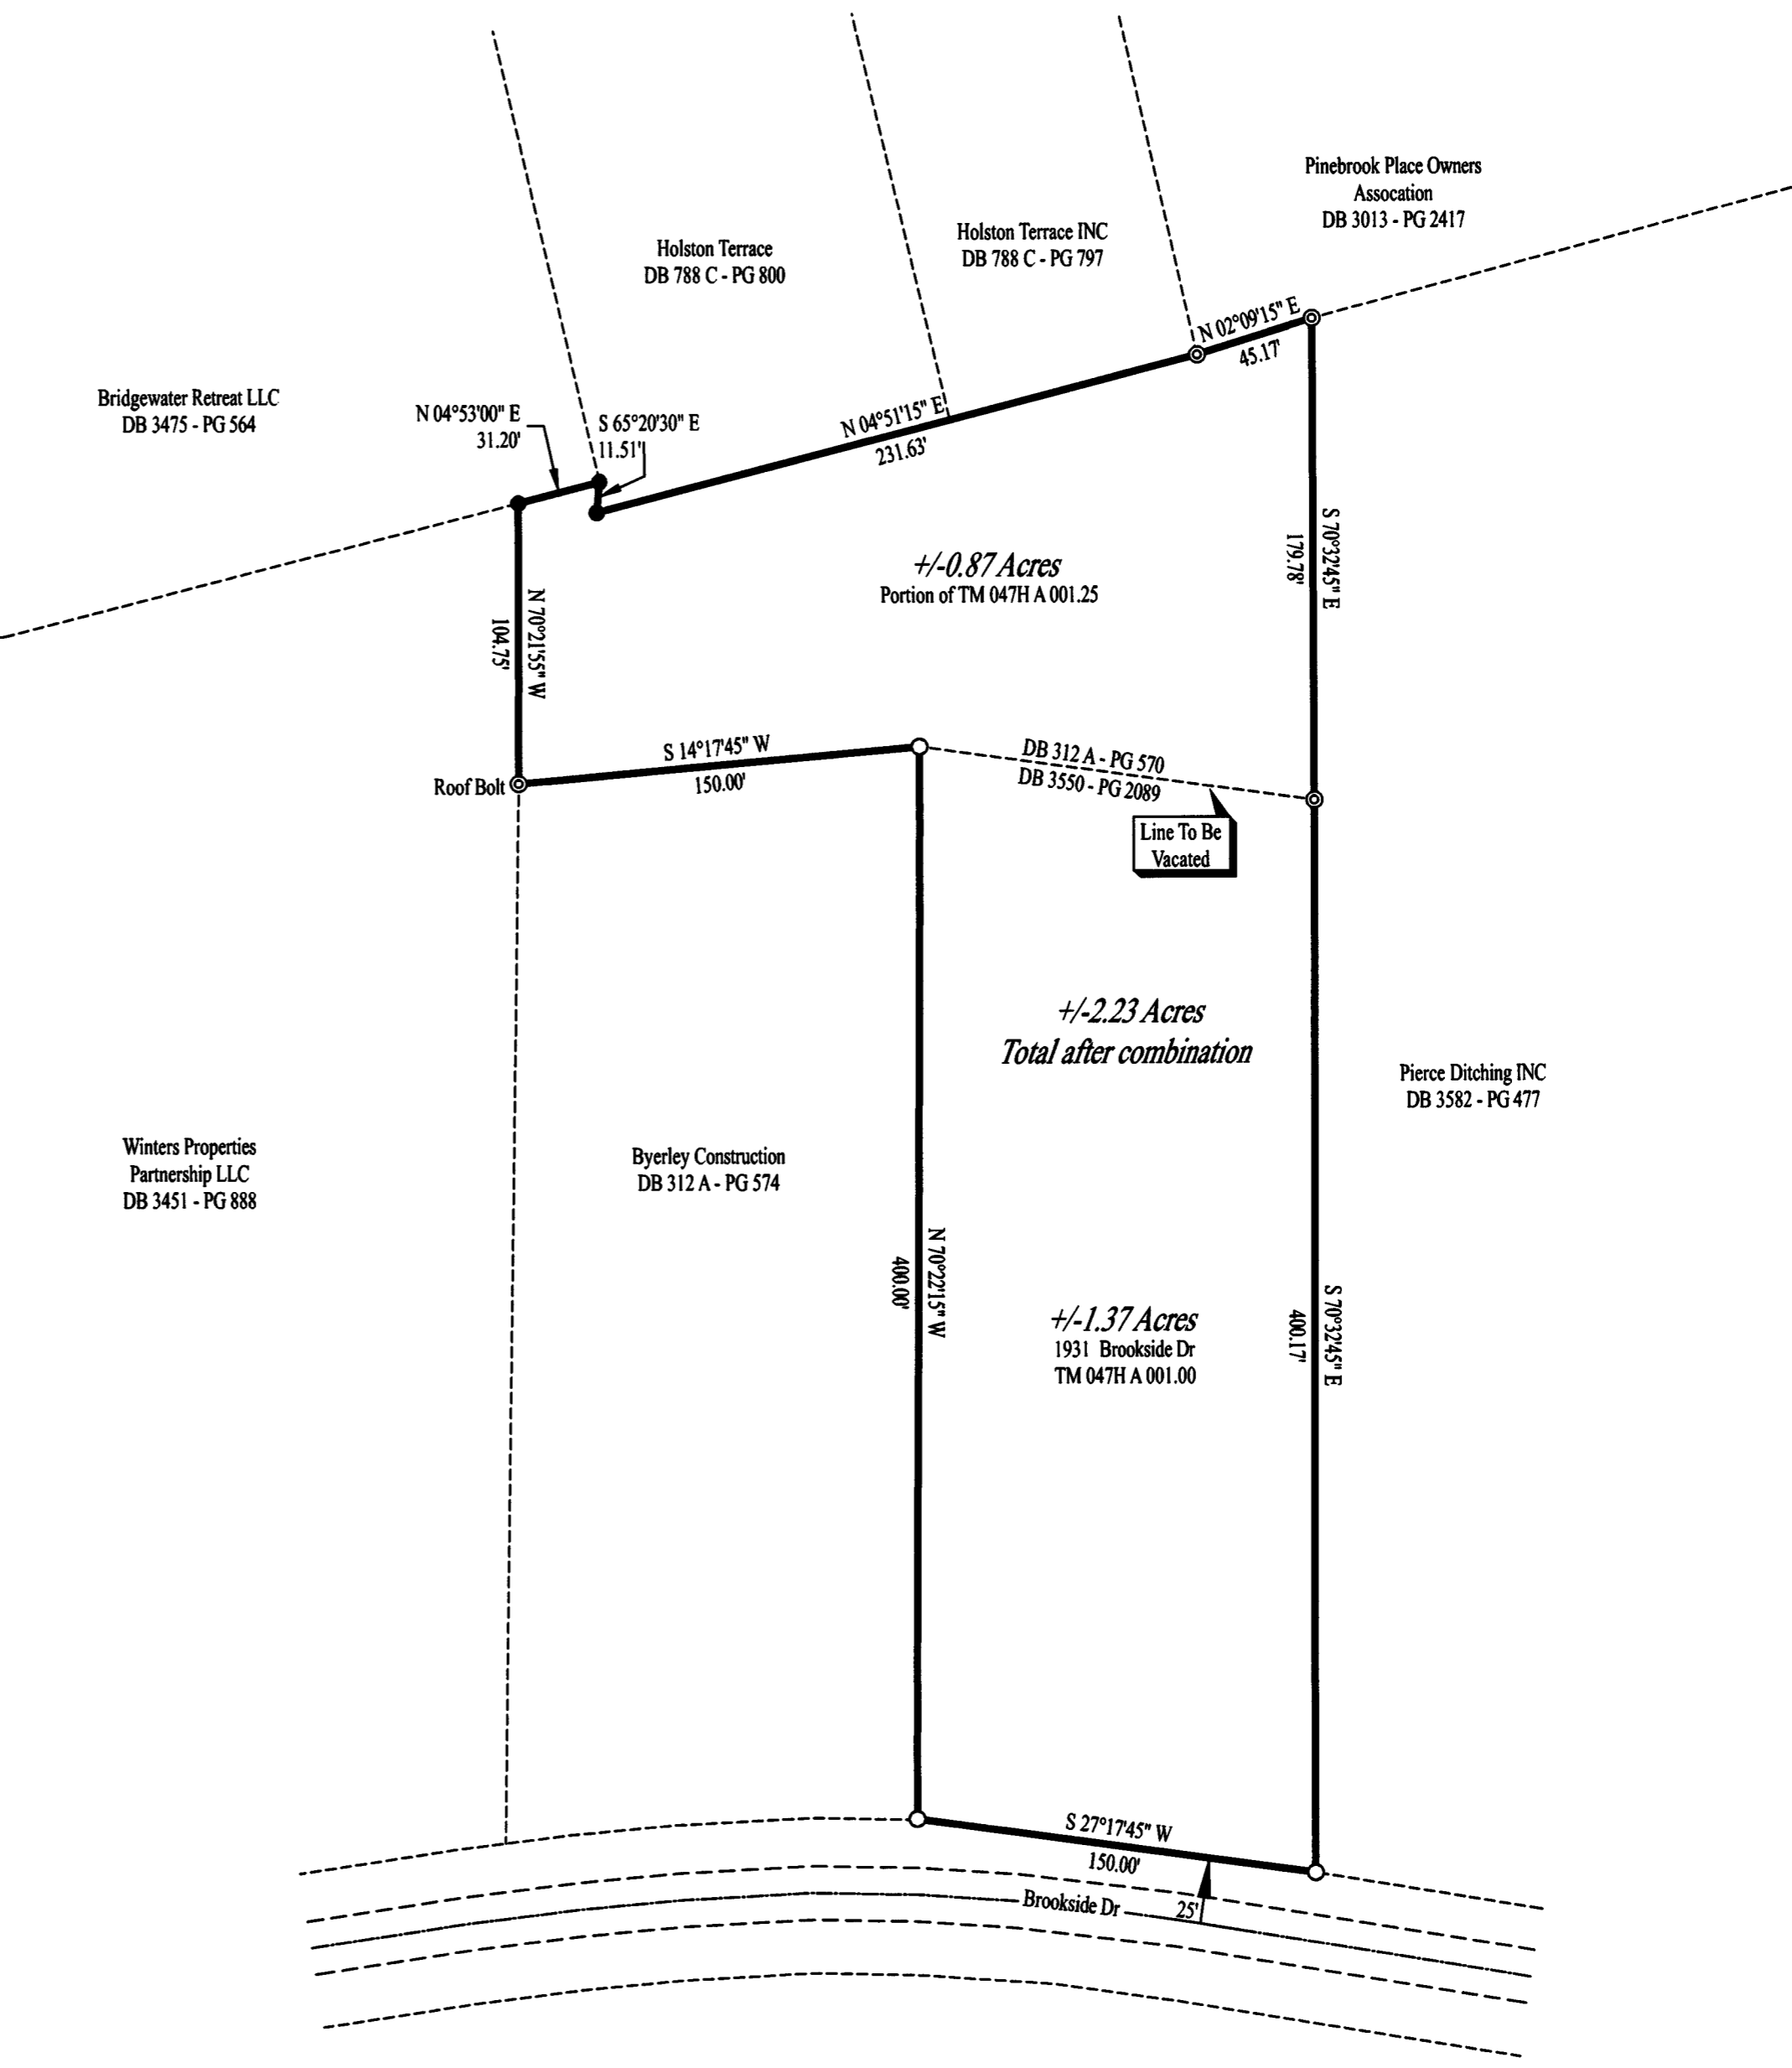 Pinebrook Place Owners
Assocation
DB 3013 - PG 2417
Holston Terrace INC
DB 788 C - PG 797
Holston Terrace
DB 788 C - PG 800
N 02°09'15" E
45.17'
Bridgewater Retreat LLC
DB 3475 - PG 564
N 04°53'00" E
31.20'
S 65°20'30" E
11.51'
N 04°51'15" E
231.63'
S 70°32'45" E
179.78'
+/-0.87 Acres
Portion of TM 047H A 001.25
N 70°21'55" W
104.75'
S 14°17'45" W
150.00'
Roof Bolt
DB 312 A - PG 570
DB 3550 - PG 2089
Line To Be
Vacated
+/-2.23 Acres
Total after combination
Pierce Ditching INC
DB 3582 - PG 477
Winters Properties
Partnership LLC
DB 3451 - PG 888
Byerley Construction
DB 312 A - PG 574
N 70°22'15" W
400.00'
+/-1.37 Acres
1931 Brookside Dr
TM 047H A 001.00
S 70°32'45" E
400.17'
S 27°17'45" W
150.00'
Brookside Dr
25'